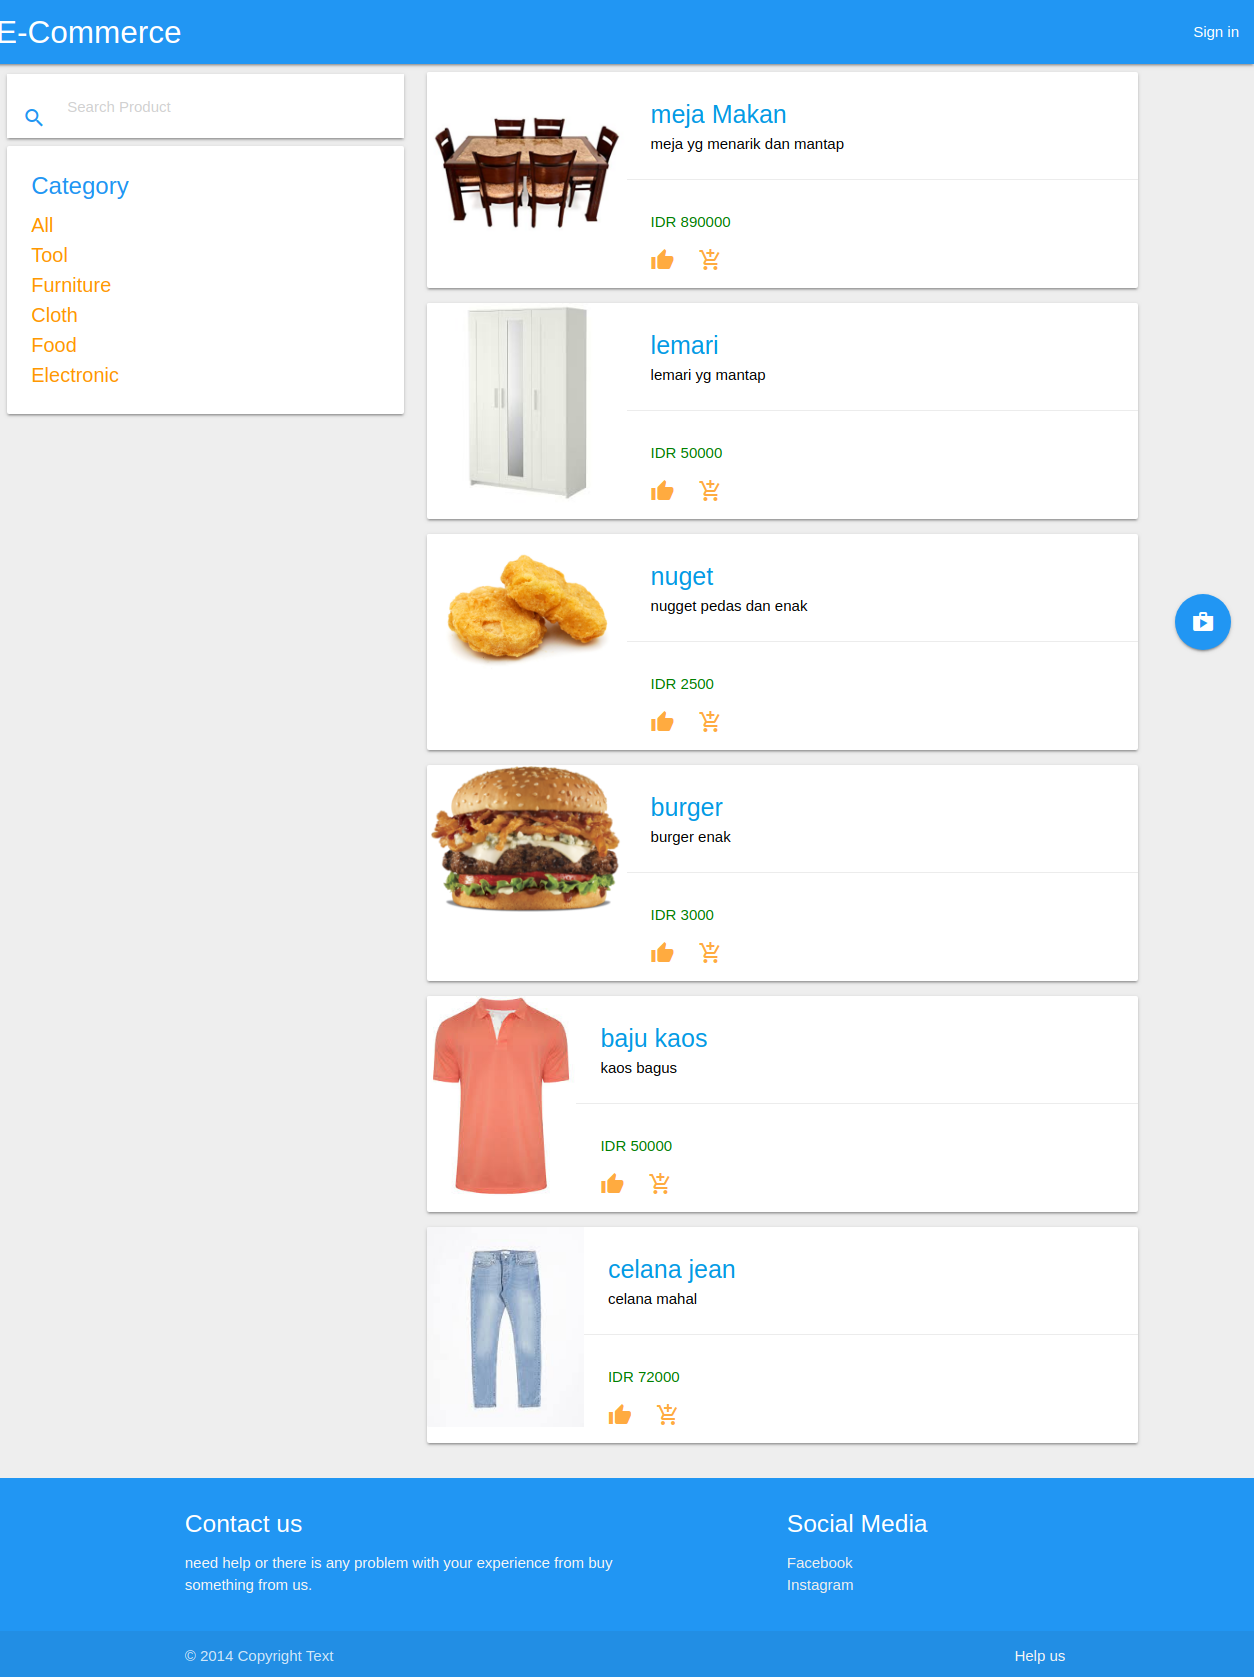 E-Commerce
Sign in
Search Product
Category
All
Tool
Furniture
Cloth
Food
Electronic
meja Makan
meja yg menarik dan mantap
IDR 890000
lemari
lemari yg mantap
IDR 50000
nuget
nugget pedas dan enak
IDR 2500
burger
burger enak
IDR 3000
baju kaos
kaos bagus
IDR 50000
celana jean
celana mahal
IDR 72000
Contact us
need help or there is any problem with your experience from buy
something from us.
Social Media
Facebook
Instagram
© 2014 Copyright Text
Help us